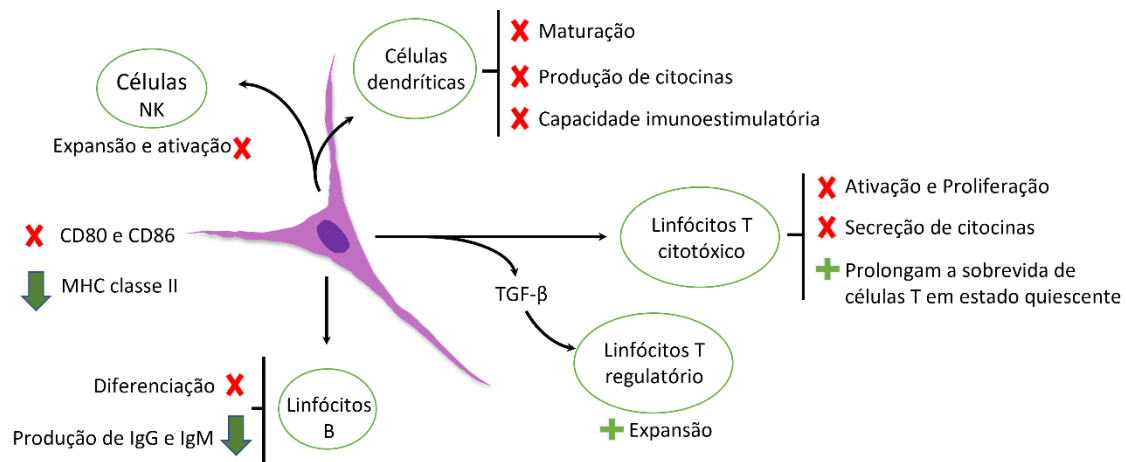 Células
NK
Expansão e ativação
Células
dendríticas
Maturação
Produção de citocinas
Capacidade imunoestimulatória
CD80 e CD86
MHC classe II
Linfócitos T
citotóxico
Ativação e Proliferação
Secreção de citocinas
Prolongam a sobrevida de
células T em estado quiescente
TGF-β
Linfócitos T
regulatório
Expansão
Diferenciação
Produção de IgG e IgM
Linfócitos
B